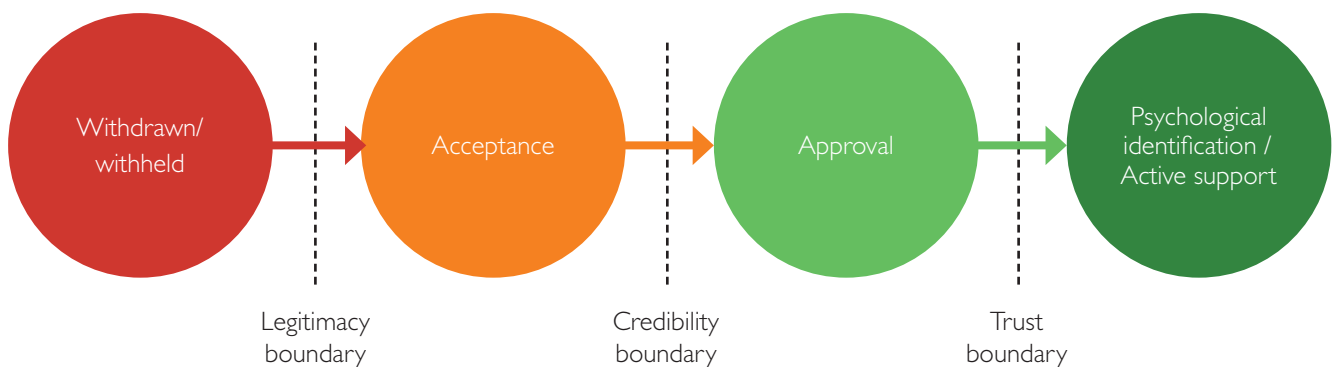 Withdrawn/
withheld
Acceptance
Approval
Psychological
identification /
Active support
Legitimacy
boundary
Credibility
boundary
Trust
boundary